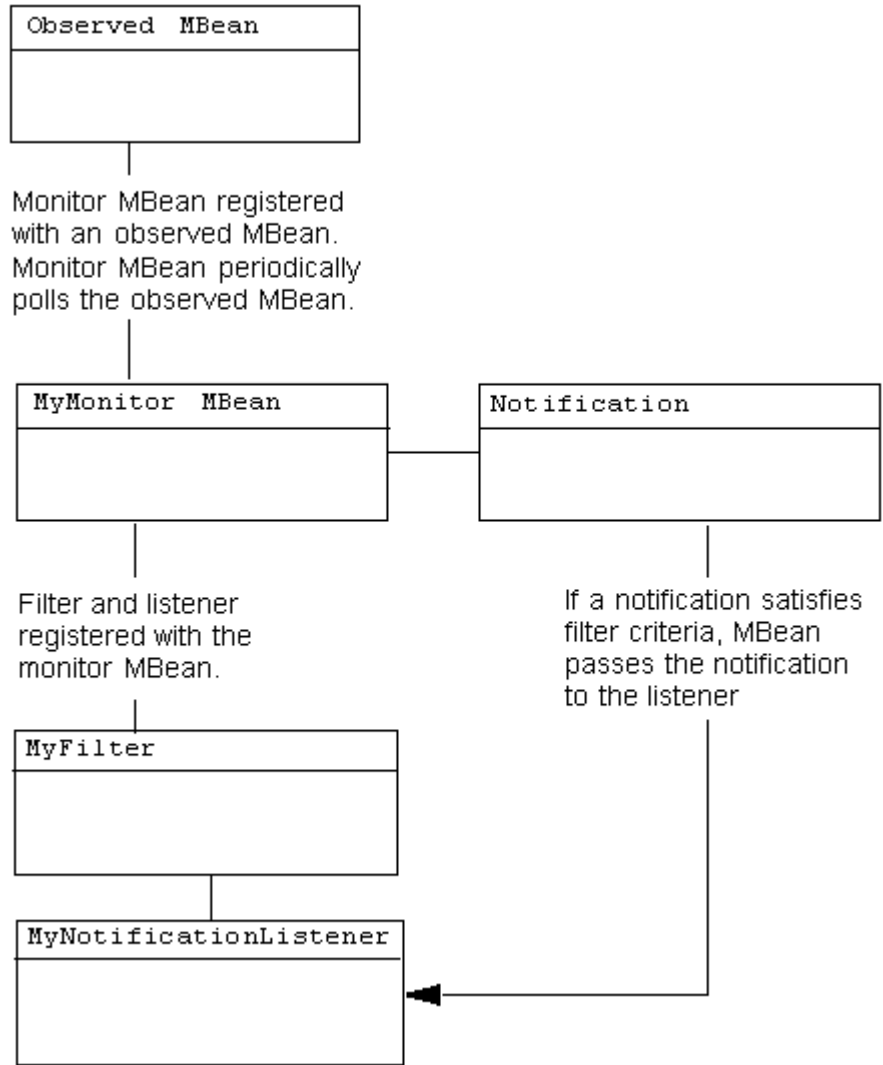 Observed MBean
Monitor MBean registered
with an observed MBean.
Monitor MBean periodically
polls the observed MBean.
MyMonitor MBean
Notification
Filter and listener
registered with the
monitor MBean.
If a notification satisfies
filter criteria, MBean
passes the notification
to the listener
MyFilter
MyNotificationListener